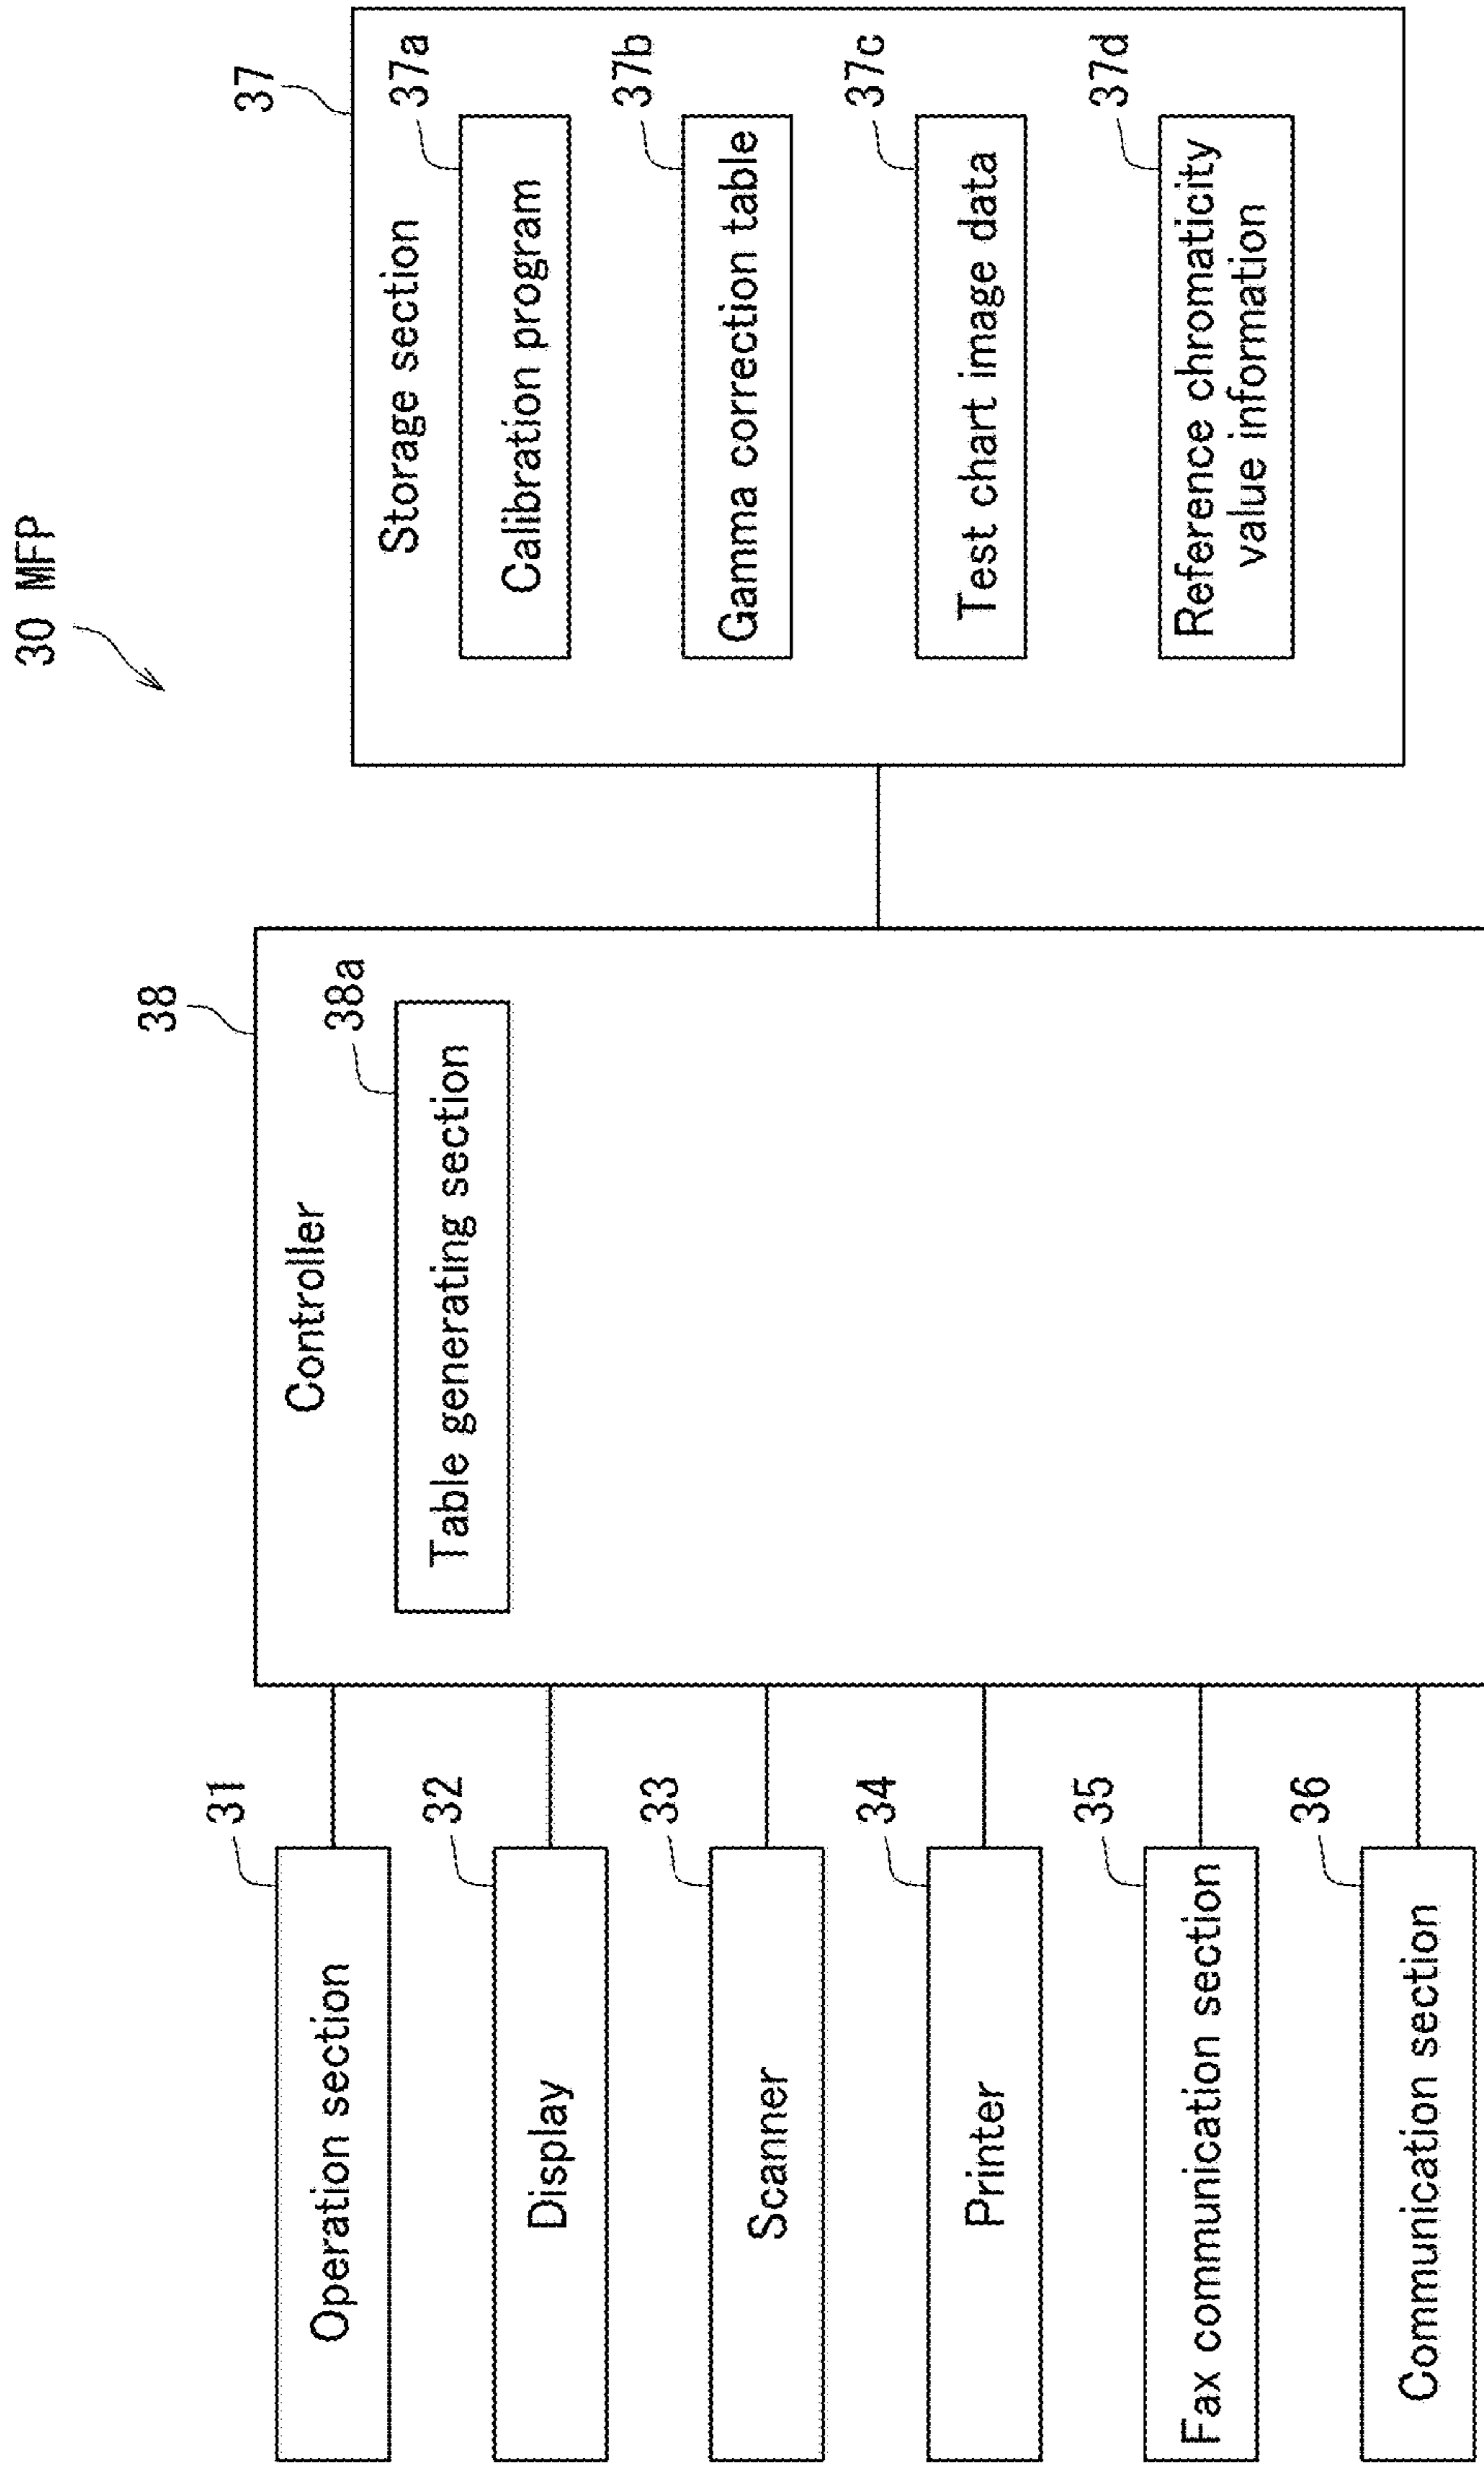 30 MFP
31
Operation section
32
Display
33
Scanner
34
Printer
35
Fax communication section
36
Communication section
38
Controller
38a
Table generating section
37
Storage section
37a
Calibration program
37b
Gamma correction table
37c
Test chart image data
37d
Reference chromaticity
value information